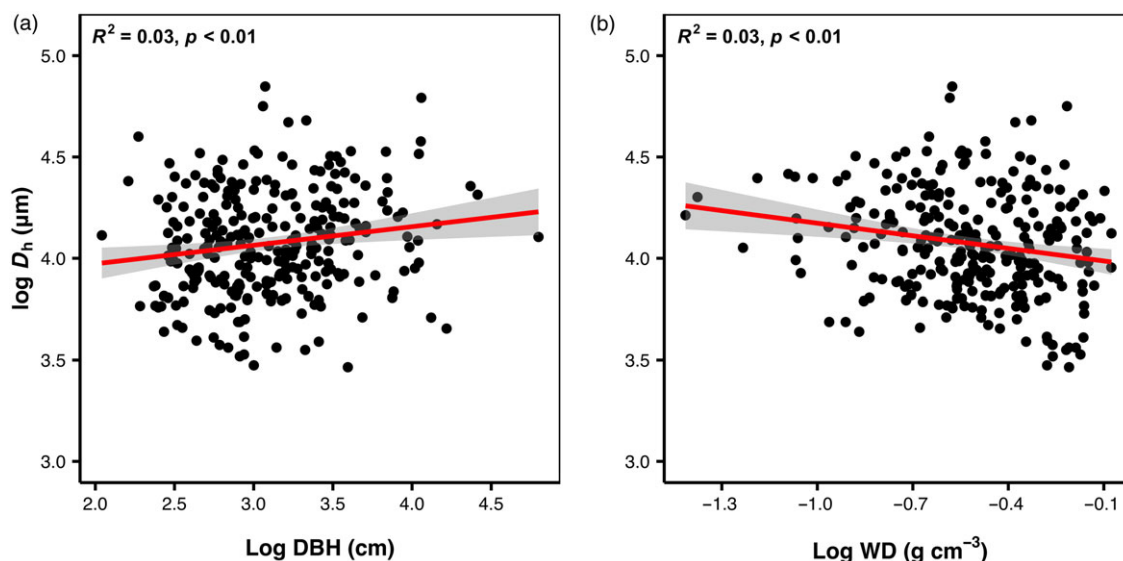 (a)
R² = 0.03, p < 0.01
log Dₕ (µm)
5.0
4.5
4.0
3.5
3.0
2.0 2.5 3.0 3.5 4.0 4.5
Log DBH (cm)
(b)
R² = 0.03, p < 0.01
5.0
4.5
4.0
3.5
3.0
−1.3 −1.0 −0.7 −0.4 −0.1
Log WD (g cm⁻³)